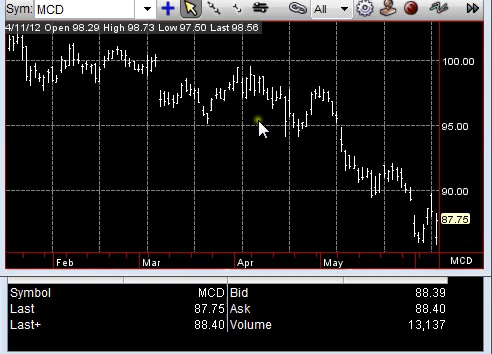 Sym: MCD All
4/11/12 Open 98.29 High 98.73 Low 97.50 Last 98.56
100.00
95.00
90.00
87.75
Feb Mar Apr May MCD
Symbol MCD Bid 88.39
Last 87.75 Ask 88.40
Last+ 88.40 Volume 13,137